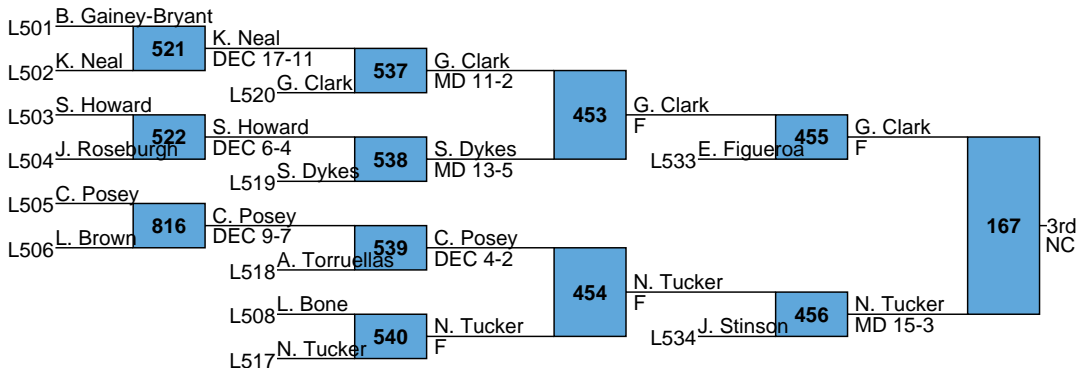 L501 B. Gainey-Bryant
521
L502 K. Neal
K. Neal
DEC 17-11
L520 G. Clark
537
G. Clark
MD 11-2
L503 S. Howard
522
L504 J. Roseburgh
S. Howard
DEC 6-4
L519 S. Dykes
538
S. Dykes
MD 13-5
453
G. Clark
F
L533 E. Figueroa
455
G. Clark
F
L505 C. Posey
816
L506 L. Brown
C. Posey
DEC 9-7
L518 A. Torruellas
539
C. Posey
DEC 4-2
L508 L. Bone
540
L517 N. Tucker
N. Tucker
F
454
N. Tucker
F
L534 J. Stinson
456
N. Tucker
MD 15-3
167
3rd
NC